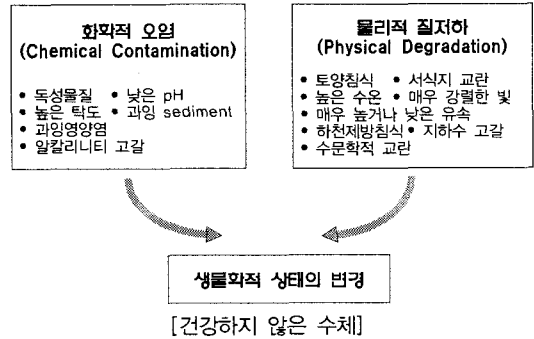 화학적 오염
(Chemical Contamination)
• 독성물질 • 낮은 pH
• 높은 탁도 • 과잉 sediment
• 과잉영양염
• 알칼리니티 고갈
물리적 질저하
(Physical Degradation)
• 토양침식 • 서식지 교란
• 높은 수온 • 매우 강렬한 빛
• 매우 높거나 낮은 유속
• 하천제방침식 • 지하수 고갈
• 수문학적 교란
생물학적 상태의 변경
[건강하지 않은 수체]